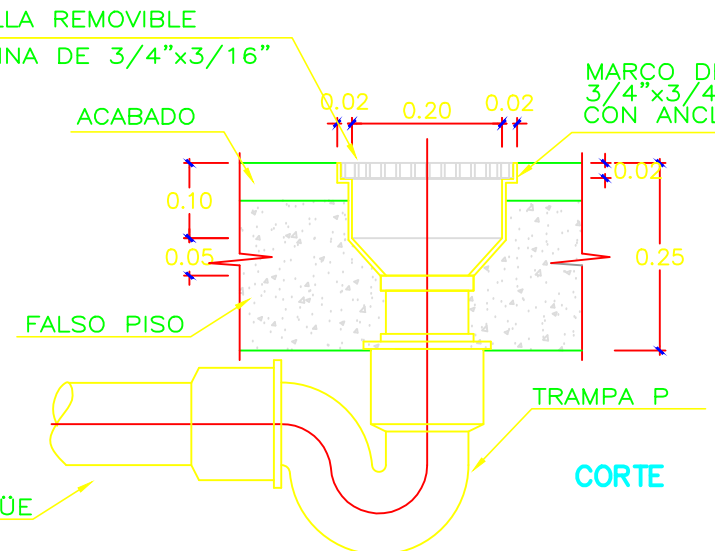 LLA REMOVIBLE
INA DE 3/4"x3/16"
MARCO DE
3/4"x3/4
CON ANCL
ACABADO
0.02
0.20
0.02
0.02
0.10
0.05
0.25
FALSO PISO
TRAMPA P
CORTE
ÜE